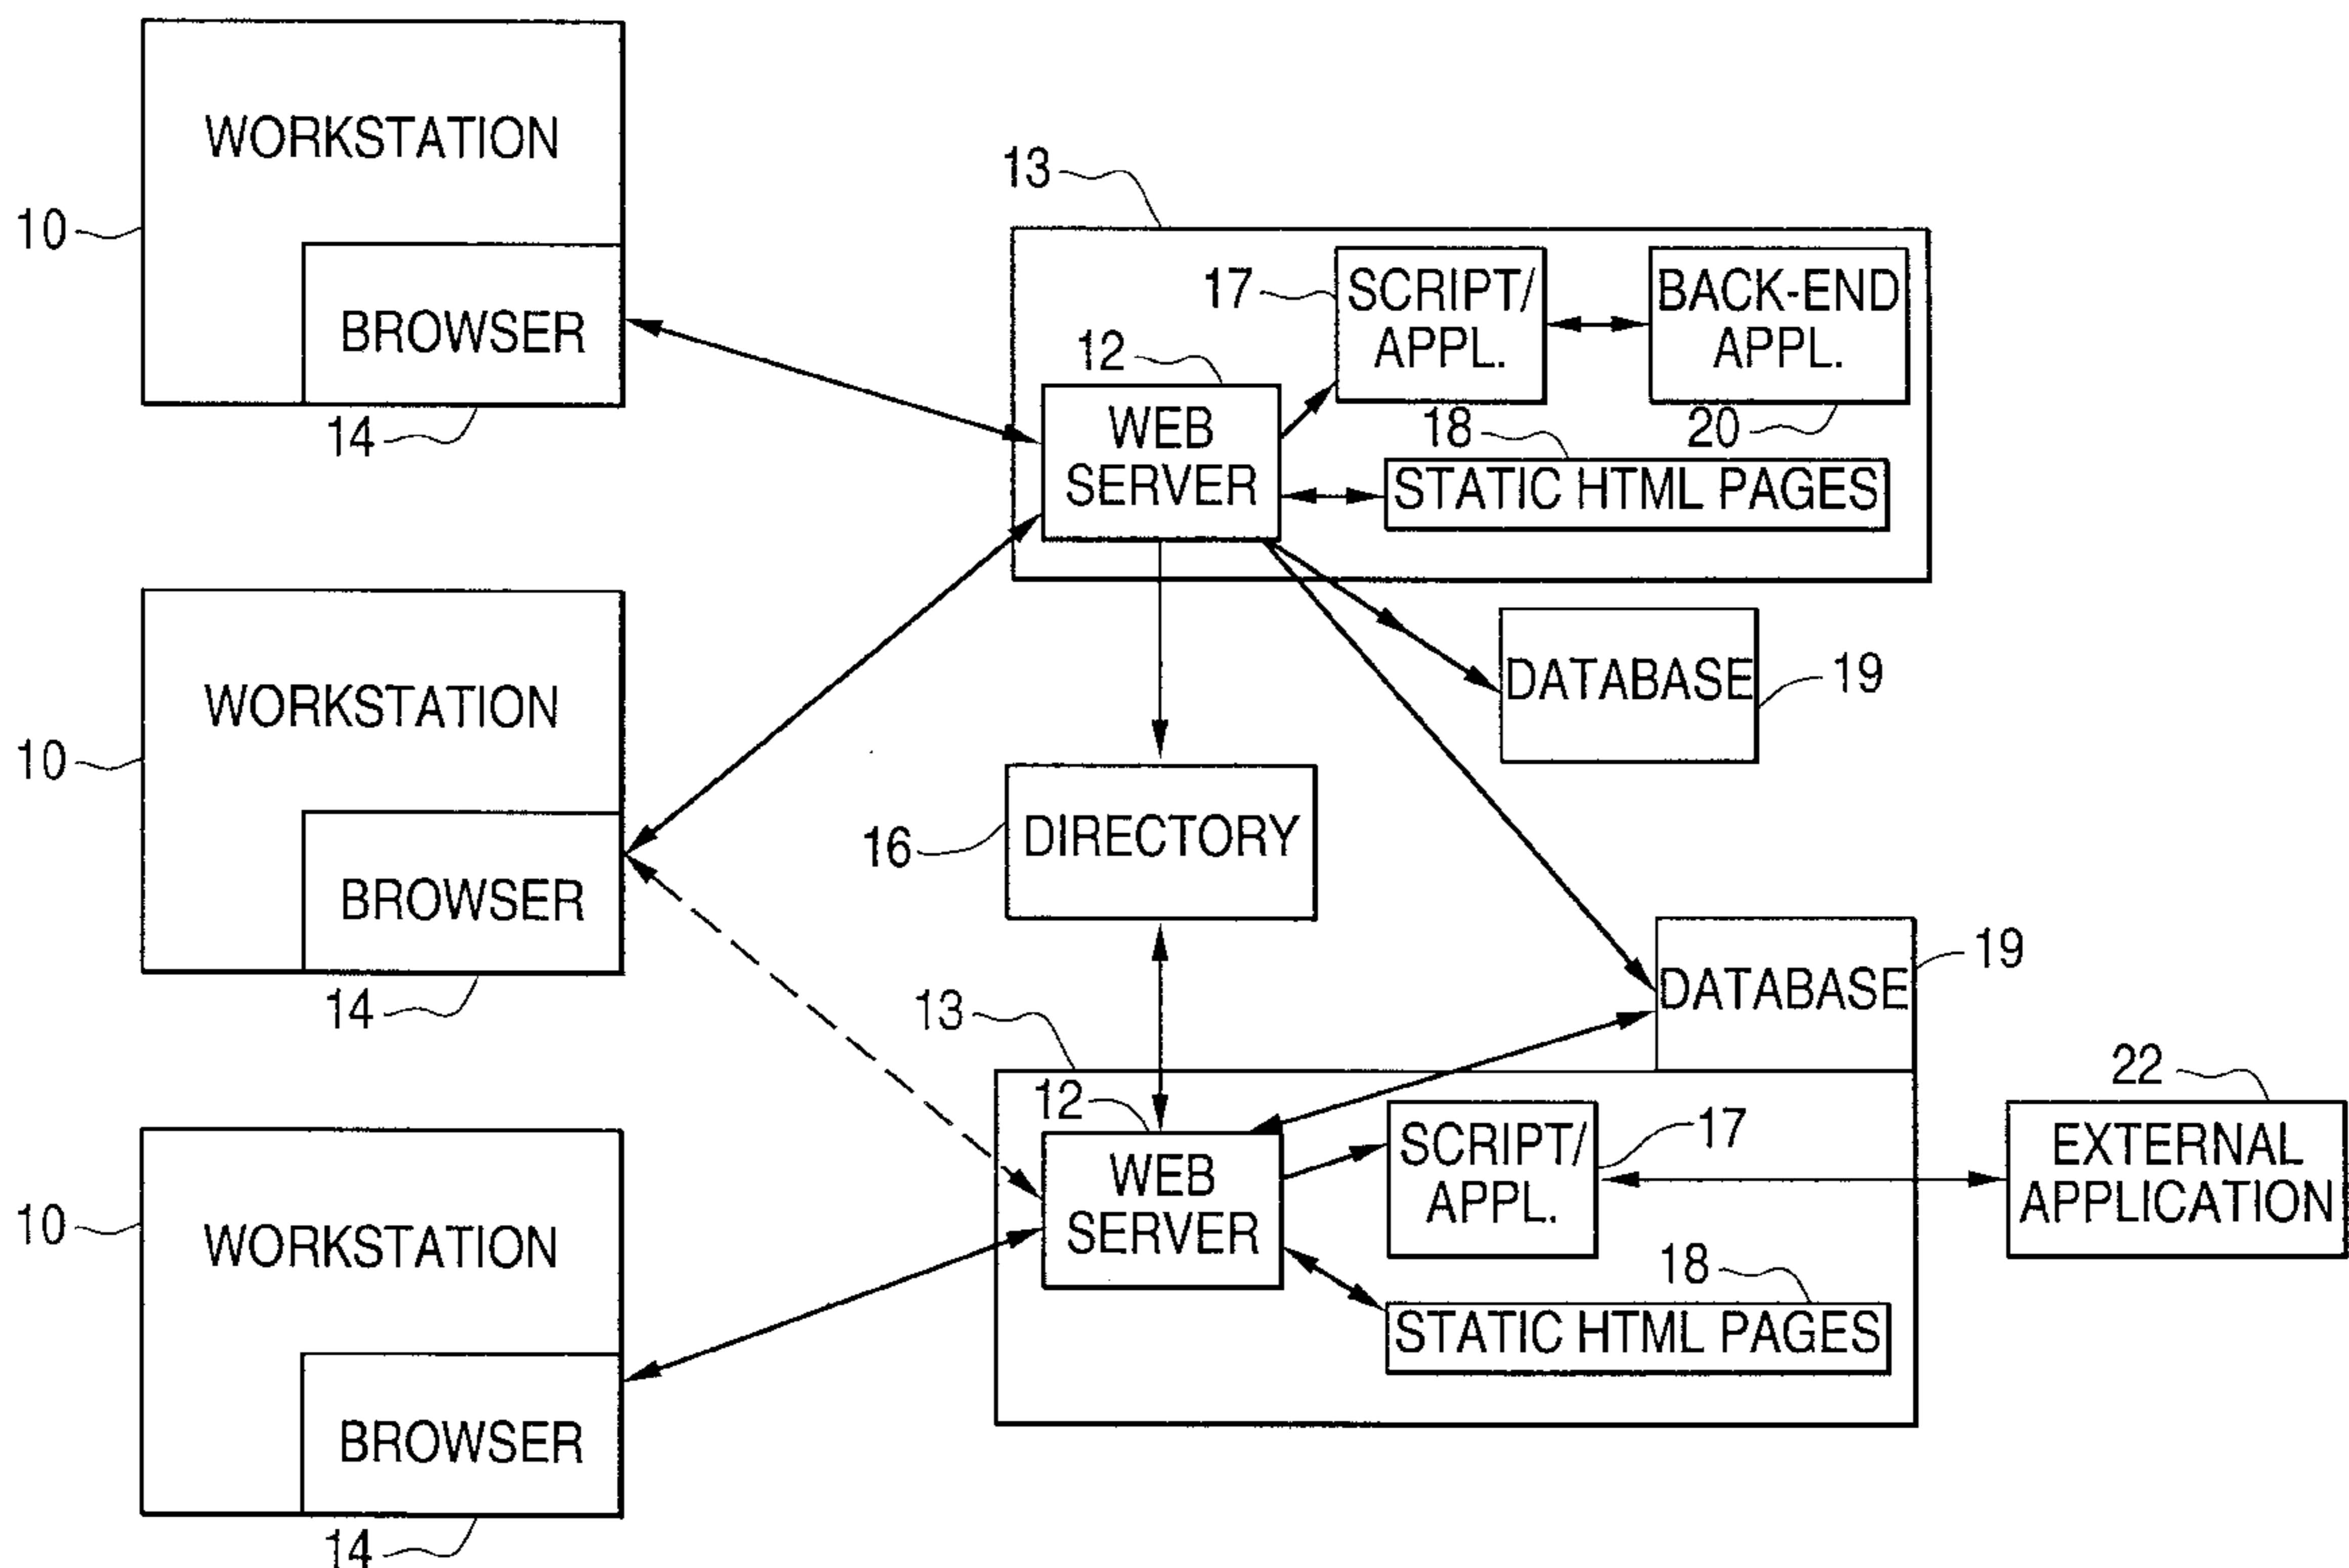 WORKSTATION
10
BROWSER
14
13
17
SCRIPT/
APPL.
BACK-END
APPL.
12
WEB
SERVER
18
20
STATIC HTML PAGES
WORKSTATION
10
BROWSER
14
DATABASE
19
16
DIRECTORY
DATABASE
19
13
12
WEB
SERVER
SCRIPT/
APPL.
17
22
EXTERNAL
APPLICATION
18
STATIC HTML PAGES
WORKSTATION
10
BROWSER
14